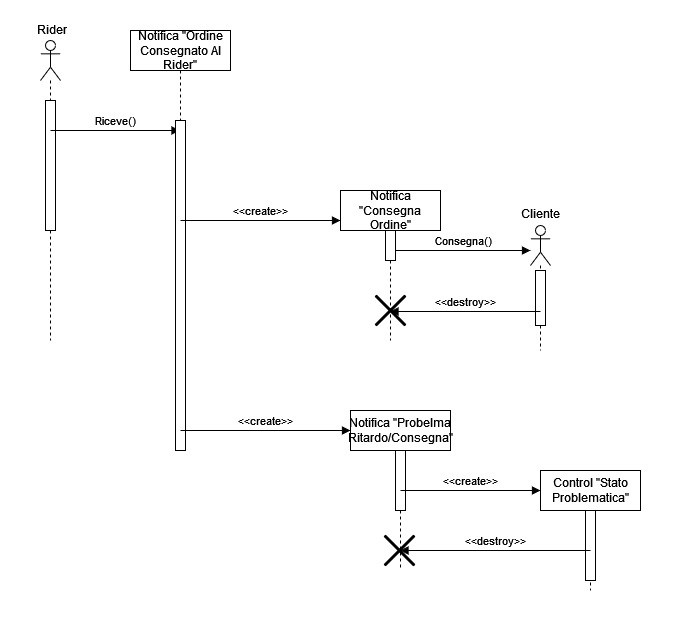 Rider
Notifica "Ordine
Consegnato Al
Rider"
Riceve()
Notifica
"Consegna
Ordine"
<<create>>
Cliente
Consegna()
<<destroy>>
Notifica "Probelma
Ritardo/Consegna"
<<create>>
Control "Stato
Problematica"
<<create>>
<<destroy>>